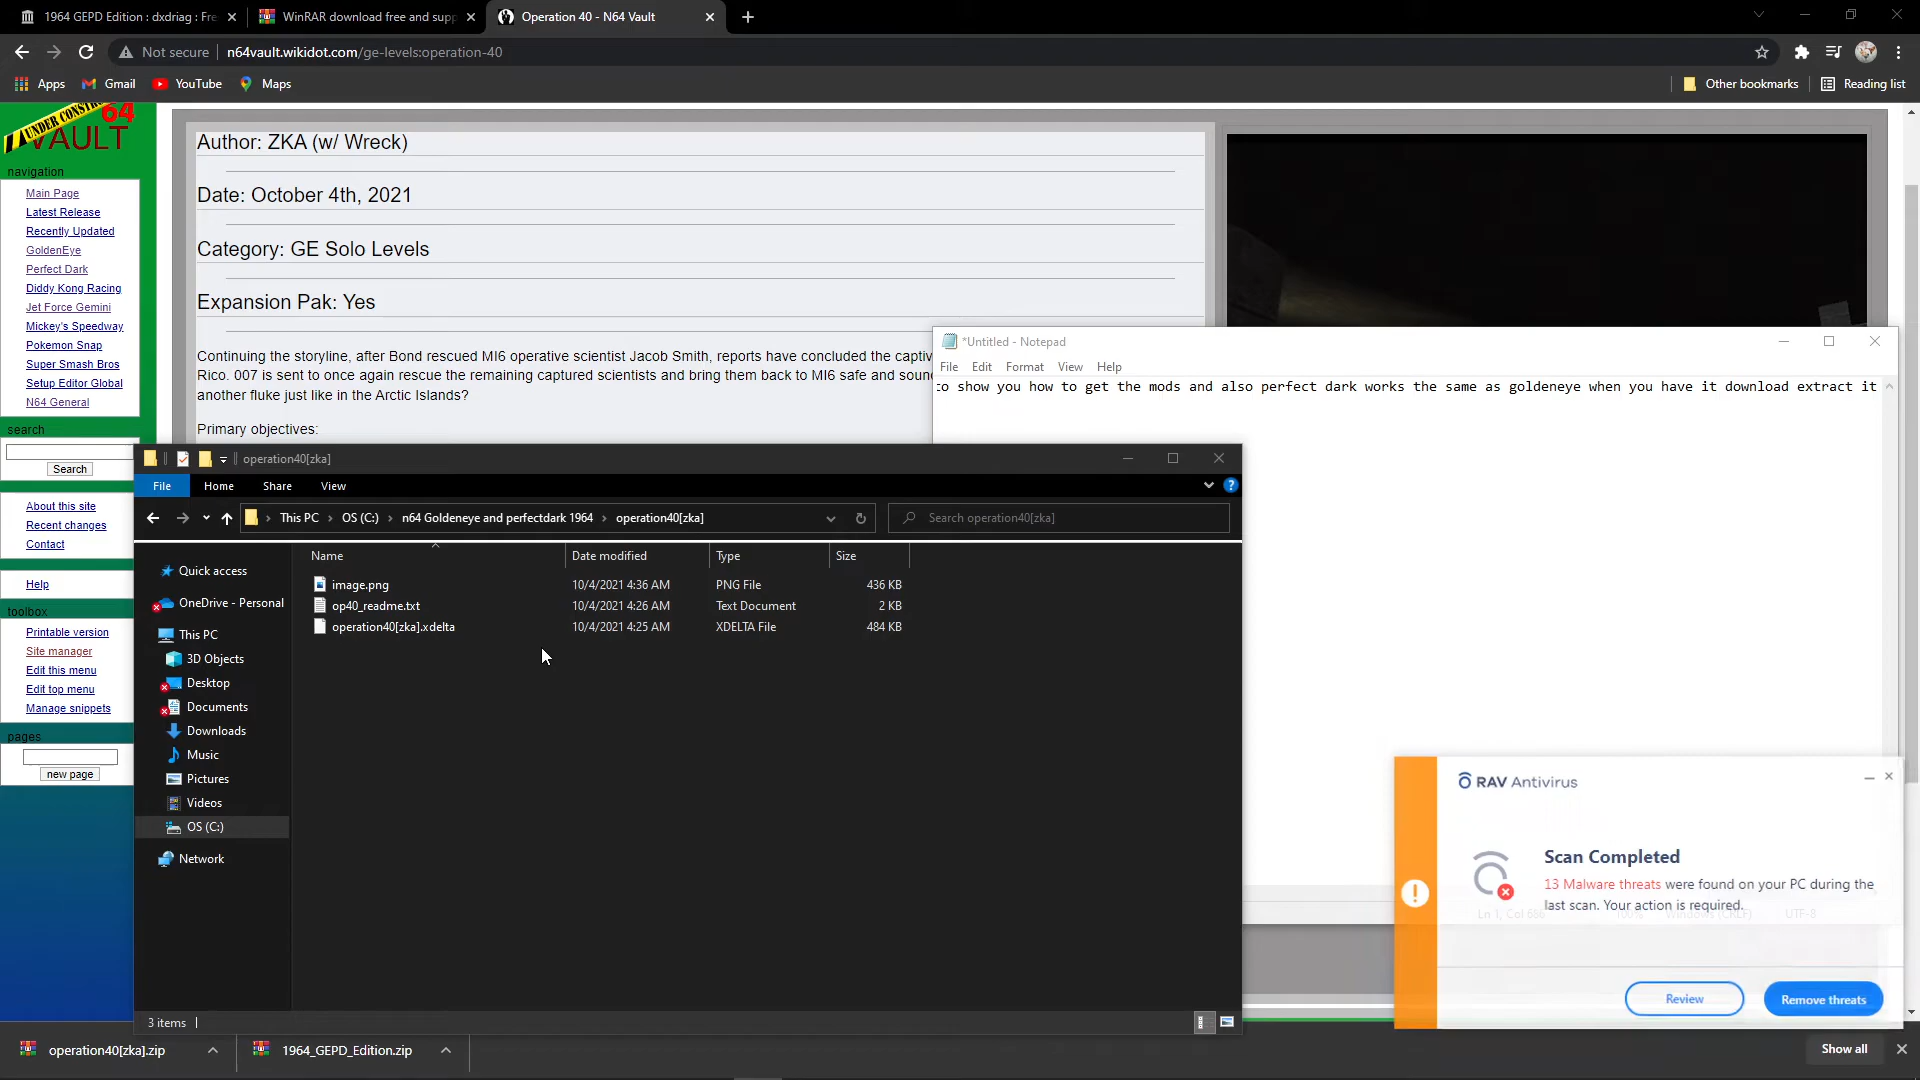 1964 GEPD Edition : dxdriag : Fre
WinRAR download free and supp
Operation 40 - N64 Vault
Not secure
n64vault.wikidot.com/ge-levels:operation-40
Apps
Gmail
YouTube
Maps
Other bookmarks
Reading list
UNDER CONSTR
64
VAULT
navigation
Main Page
Latest Release
Recently Updated
GoldenEye
Perfect Dark
Diddy Kong Racing
Jet Force Gemini
Mickey's Speedway
Pokemon Snap
Super Smash Bros
Setup Editor Global
N64 General
search
Search
About this site
Recent changes
Contact
Help
toolbox
Printable version
Site manager
Edit this menu
Edit top menu
Manage snippets
pages
new page
Author: ZKA (w/ Wreck)
Date: October 4th, 2021
Category: GE Solo Levels
Expansion Pak: Yes
Continuing the storyline, after Bond rescued MI6 operative scientist Jacob Smith, reports have concluded the captiv
Rico. 007 is sent to once again rescue the remaining captured scientists and bring them back to MI6 safe and soun
another fluke just like in the Arctic Islands?
Primary objectives:
*Untitled - Notepad
File Edit Format View Help
to show you how to get the mods and also perfect dark works the same as goldeneye when you have it download extract it
Ln 1, Col 666
100%
Windows (CRLF)
UTF-8
operation40[zka]
File Home Share View
This PC > OS (C:) > n64 Goldeneye and perfectdark 1964 > operation40[zka]
Search operation40[zka]
Quick access
OneDrive - Personal
This PC
3D Objects
Desktop
Documents
Downloads
Music
Pictures
Videos
OS (C:)
Network
Name Date modified Type Size
image.png 10/4/2021 4:36 AM PNG File 436 KB
op40_readme.txt 10/4/2021 4:26 AM Text Document 2 KB
operation40[zka].xdelta 10/4/2021 4:25 AM XDELTA File 484 KB
3 items
RAV Antivirus
Scan Completed
13 Malware threats were found on your PC during the
last scan. Your action is required.
Review
Remove threats
operation40[zka].zip
1964_GEPD_Edition.zip
Show all